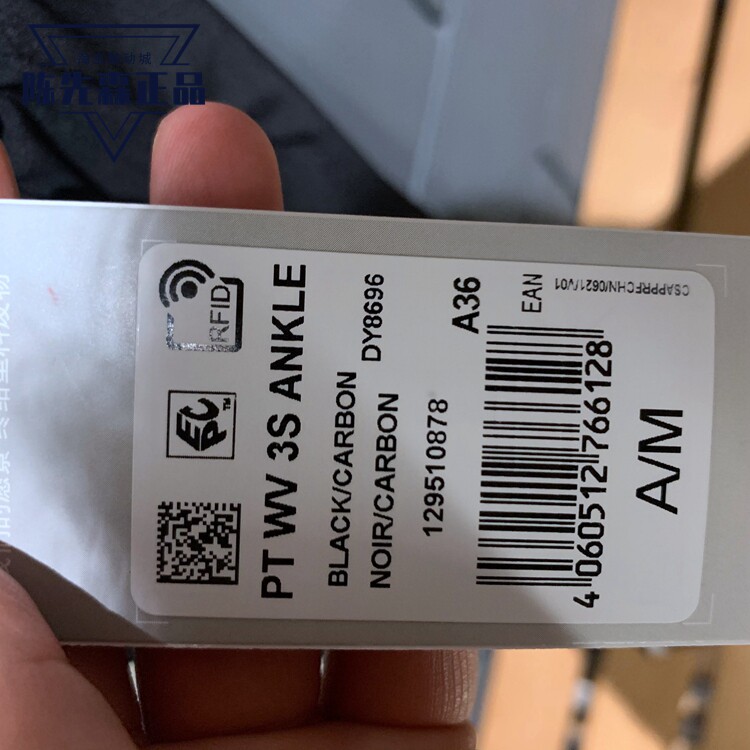 陈先森正品
RFID
EPC™
PT WV 3S ANKLE
BLACK/CARBON DY8696
NOIR/CARBON
129510878
A36
EAN
CSAPPRFCHN/0621/V01
4 060512 766128
A/M